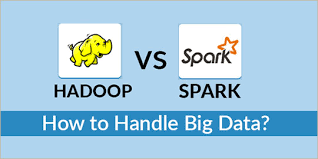 VS
Spark
HADOOP SPARK
How to Handle Big Data?